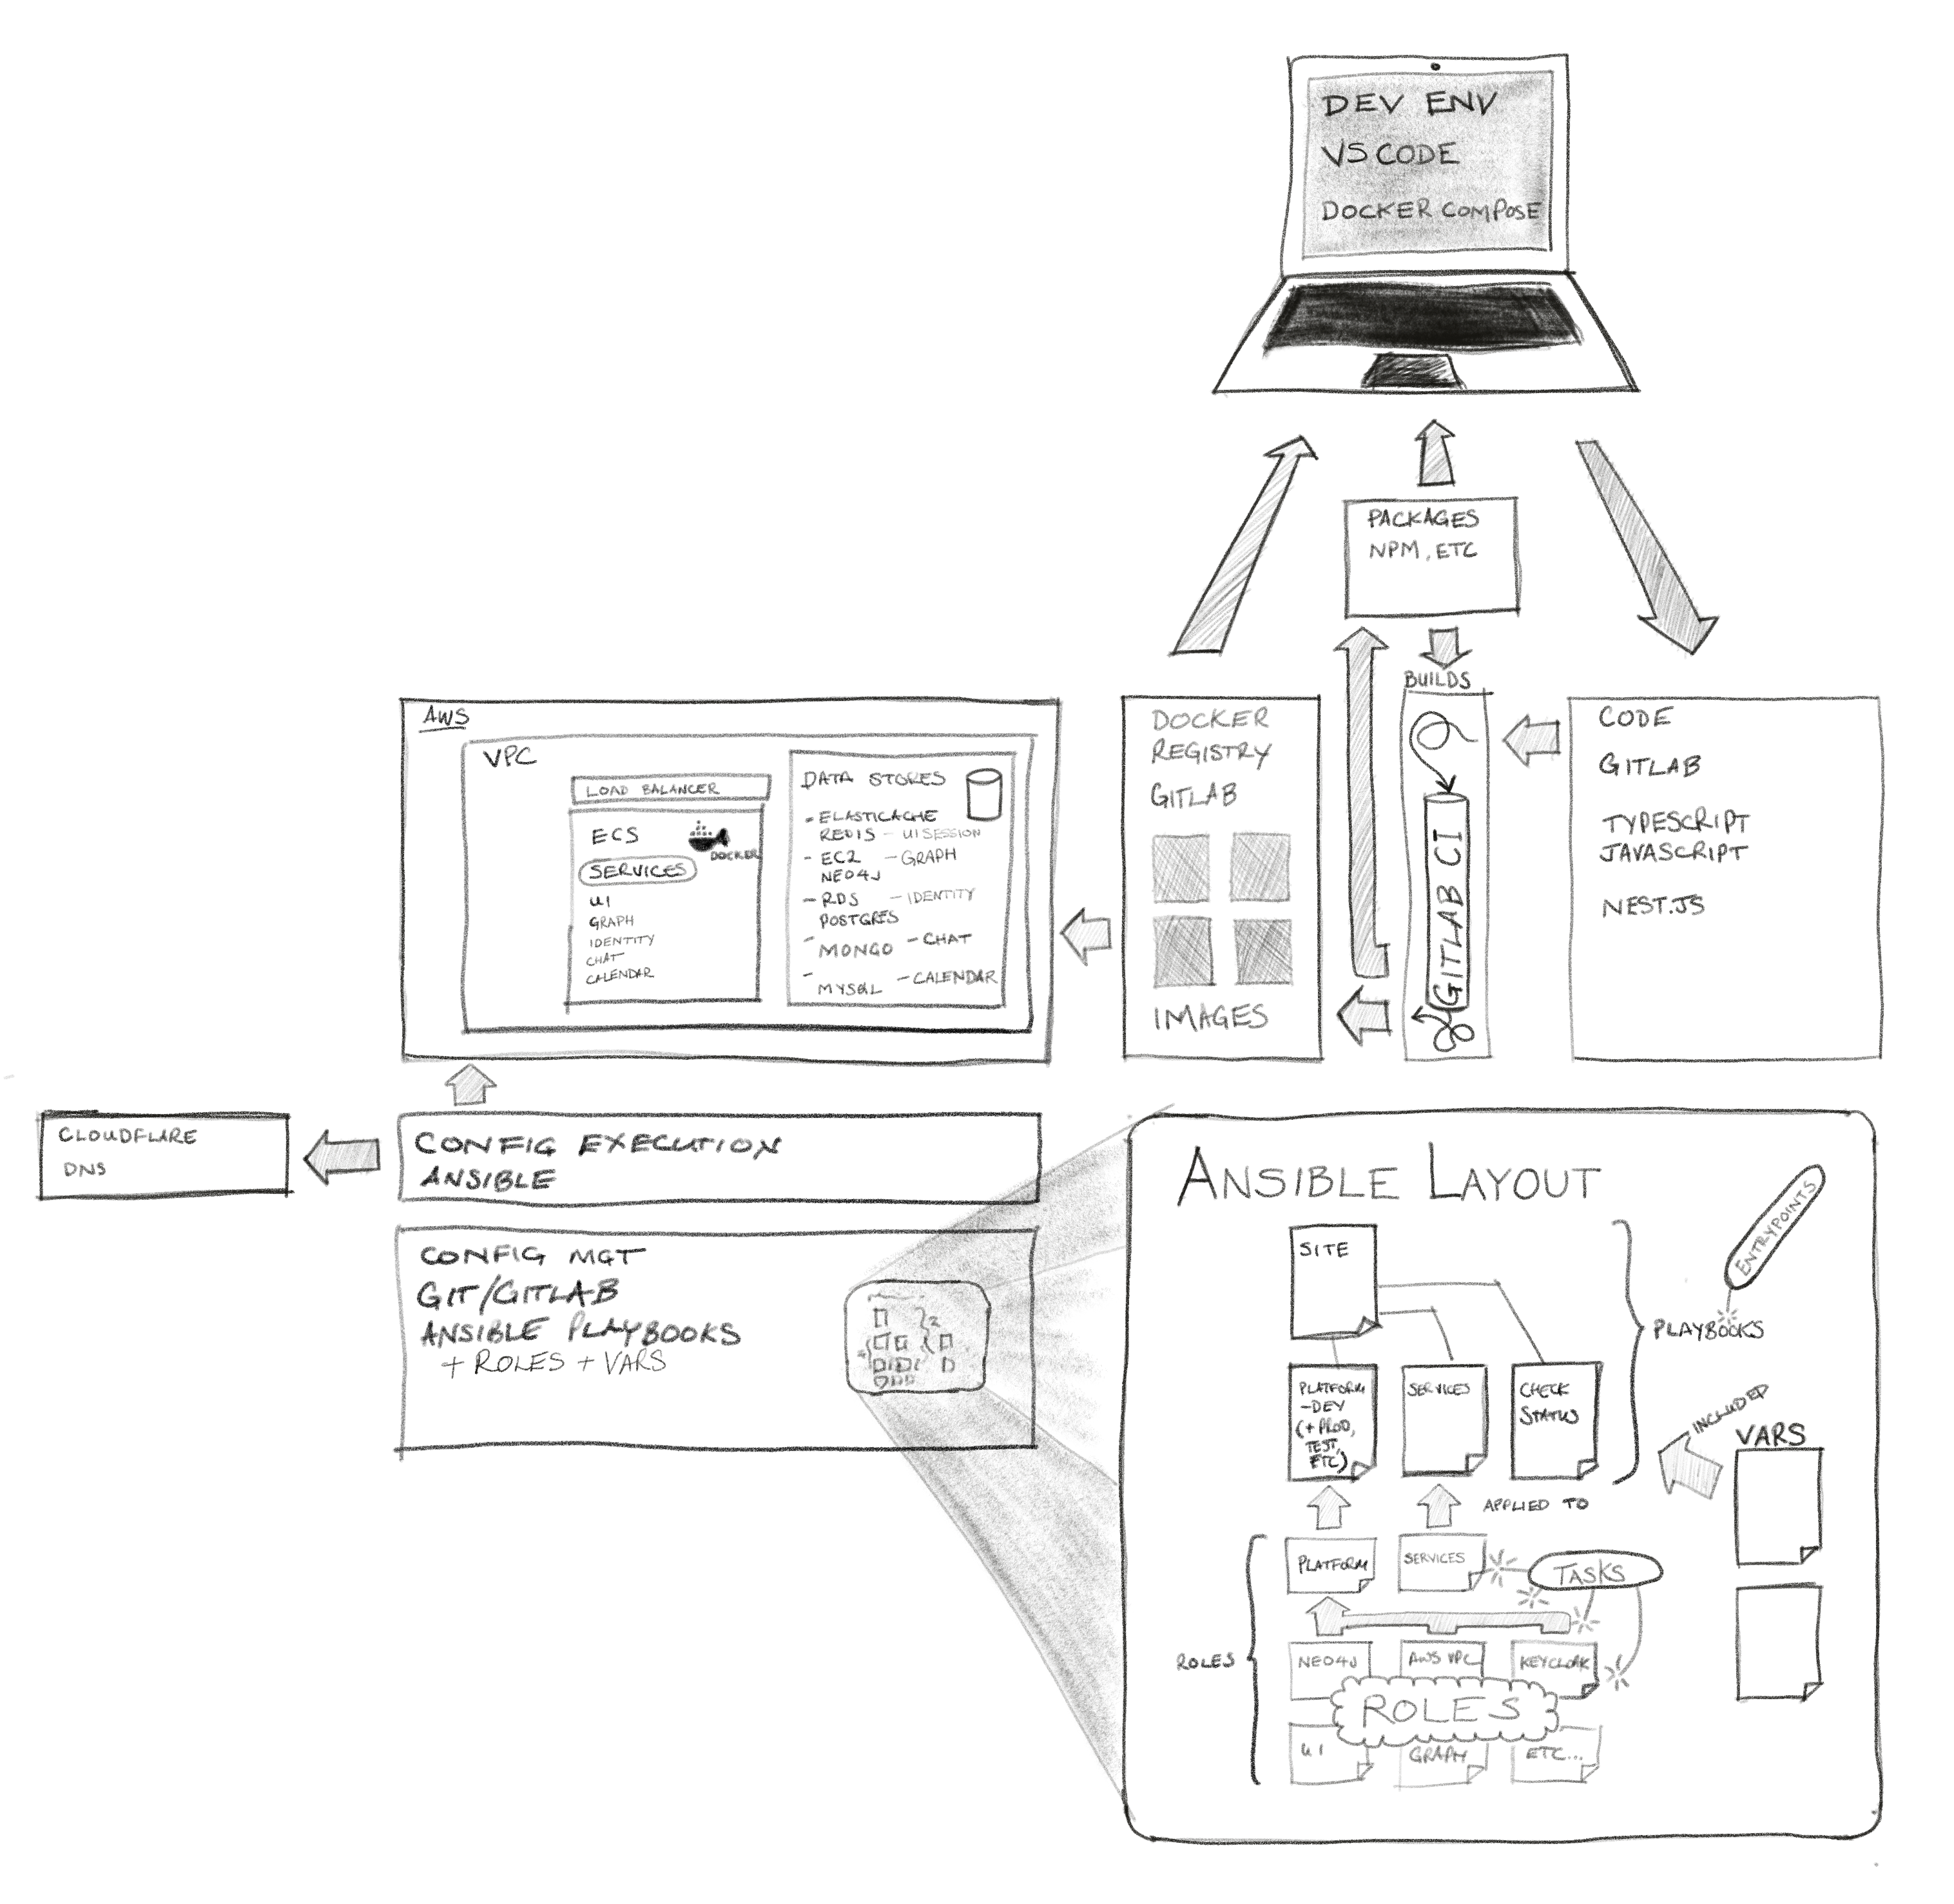 DEV ENV
VS CODE
DOCKER COMPOSE
PACKAGES
NPM, ETC
BUILDS
GITLAB CI
CODE
GITLAB
TYPESCRIPT
JAVASCRIPT
NEST.JS
DOCKER
REGISTRY
GITLAB
IMAGES
AWS
VPC
LOAD BALANCER
ECS
DOCKER
SERVICES
UI
GRAPH
IDENTITY
CHAT
CALENDAR
DATA STORES
- ELASTICACHE
REDIS - UI SESSION
- EC2 - GRAPH
NEO4J
- RDS - IDENTITY
POSTGRES
- MONGO - CHAT
- MYSQL - CALENDAR
CLOUDFLARE
DNS
CONFIG EXECUTION
ANSIBLE
CONFIG MGT
GIT/GITLAB
ANSIBLE PLAYBOOKS
+ ROLES + VARS
ANSIBLE LAYOUT
ENTRYPOINTS
SITE
PLAYBOOKS
PLATFORM
-DEV
(+ PROD,
TEST,
ETC)
SERVICES
CHECK
STATUS
INCLUDED
VARS
APPLIED TO
PLATFORM
SERVICES
TASKS
ROLES
NEO4J
AWS VPC
KEYCLOAK
ROLES
UI
GRAPH
ETC...